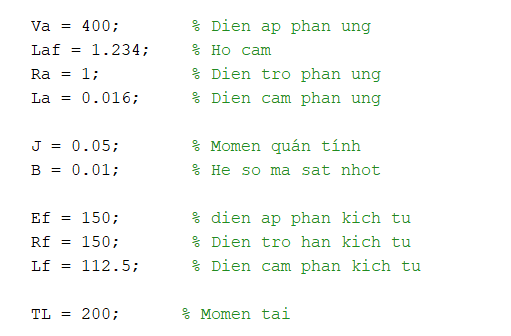 Va = 400; % Dien ap phan ung
Laf = 1.234; % Ho cam
Ra = 1; % Dien tro phan ung
La = 0.016; % Dien cam phan ung
J = 0.05; % Momen quán tính
B = 0.01; % He so ma sat nhot
Ef = 150; % dien ap phan kich tu
Rf = 150; % Dien tro han kich tu
Lf = 112.5; % Dien cam phan kich tu
TL = 200; % Momen tai